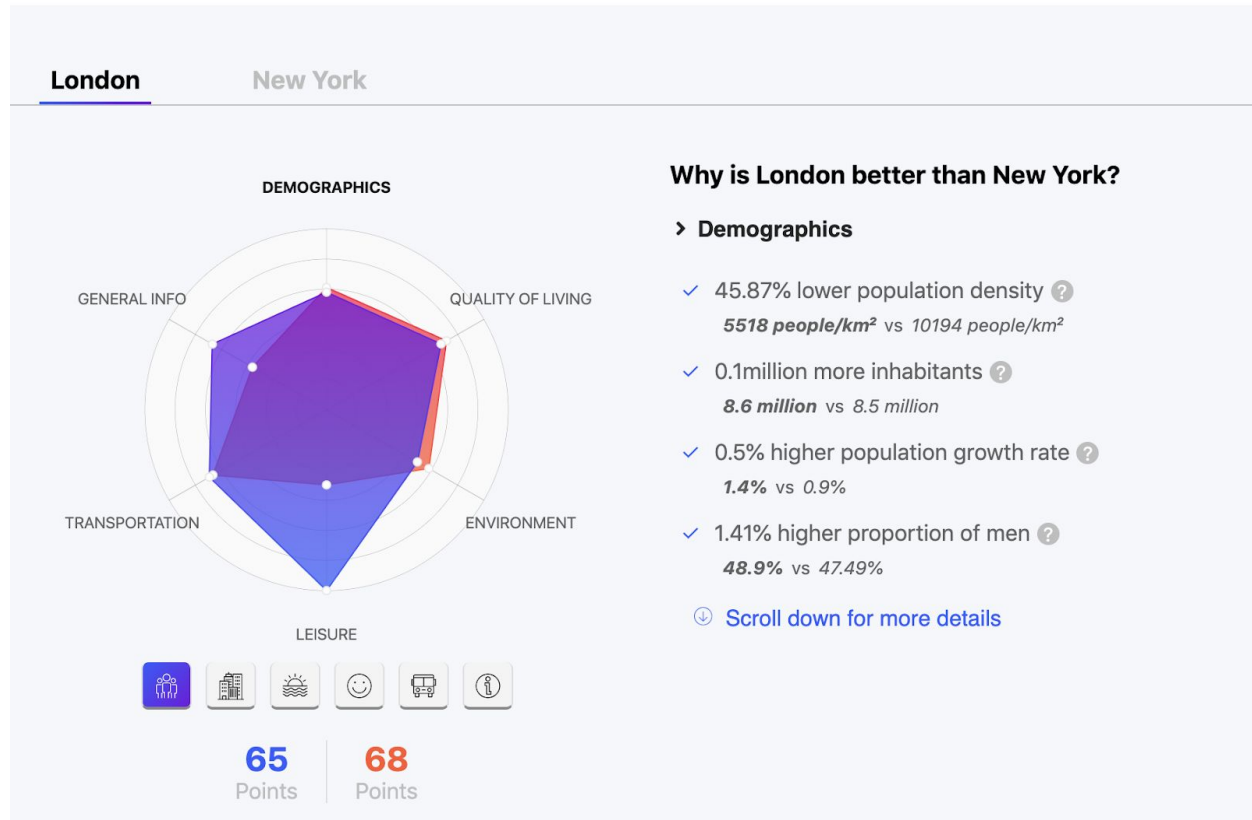 London New York
DEMOGRAPHICS
GENERAL INFO
QUALITY OF LIVING
TRANSPORTATION
ENVIRONMENT
LEISURE
65 68
Points Points
Why is London better than New York?
Demographics
45.87% lower population density ?
5518 people/km² vs 10194 people/km²
0.1million more inhabitants ?
8.6 million vs 8.5 million
0.5% higher population growth rate ?
1.4% vs 0.9%
1.41% higher proportion of men ?
48.9% vs 47.49%
Scroll down for more details